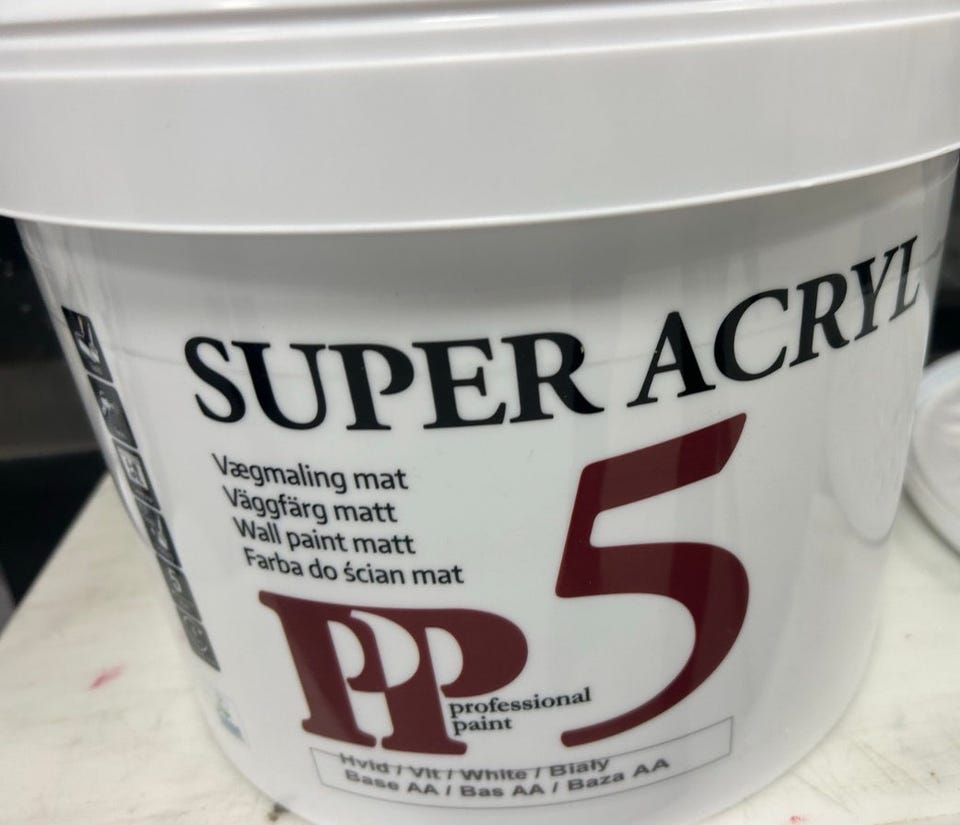 SUPER ACRYL
5
Vægmaling mat
Väggfärg matt
Wall paint matt
Farba do ścian mat
PP
professional
paint
Hvid / Vit / White / Biały
Base AA / Bas AA / Baza AA